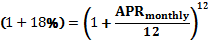 (1 + 18%) = (1 + APR_monthly / 12)^12